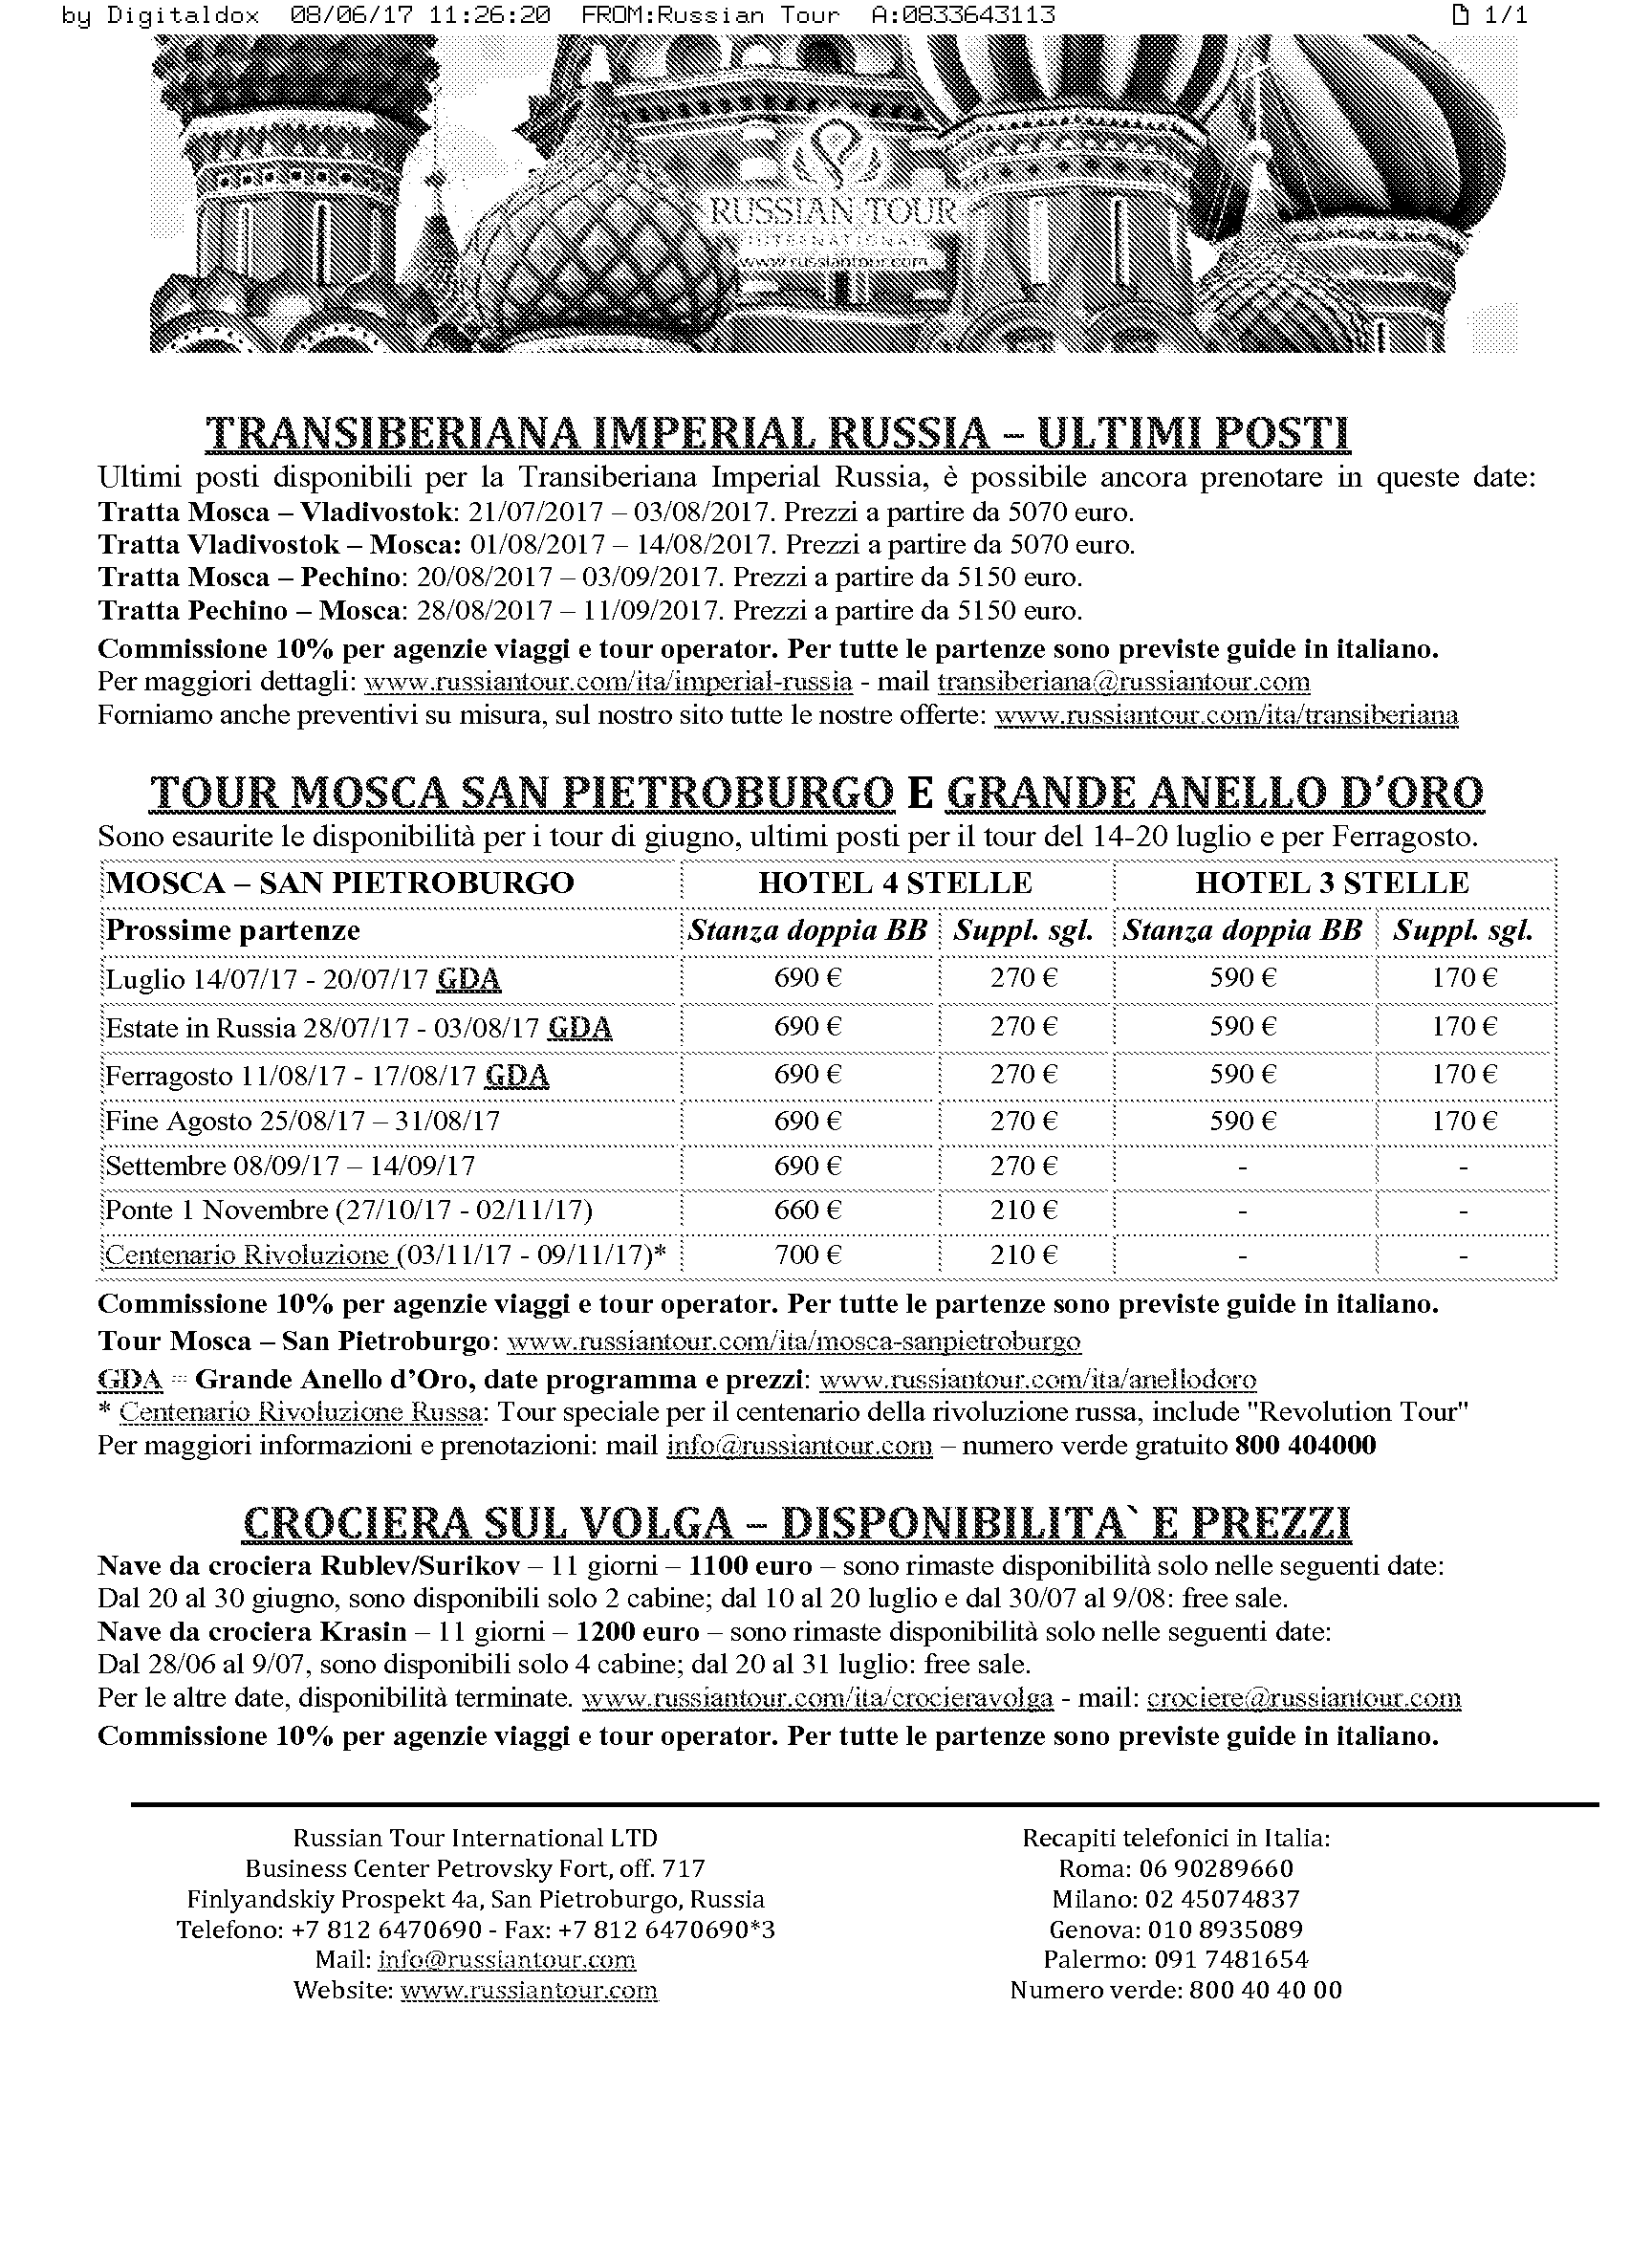 by Digitaldox 08/06/17 11:26:20 FROM:Russian Tour A:0833643113 1/1
RUSSIAN TOUR
INTERNATIONAL
www.russiantour.com
TRANSIBERIANA IMPERIAL RUSSIA – ULTIMI POSTI
Ultimi posti disponibili per la Transiberiana Imperial Russia, è possibile ancora prenotare in queste date:
Tratta Mosca – Vladivostok: 21/07/2017 – 03/08/2017. Prezzi a partire da 5070 euro.
Tratta Vladivostok – Mosca: 01/08/2017 – 14/08/2017. Prezzi a partire da 5070 euro.
Tratta Mosca – Pechino: 20/08/2017 – 03/09/2017. Prezzi a partire da 5150 euro.
Tratta Pechino – Mosca: 28/08/2017 – 11/09/2017. Prezzi a partire da 5150 euro.
Commissione 10% per agenzie viaggi e tour operator. Per tutte le partenze sono previste guide in italiano.
Per maggiori dettagli: www.russiantour.com/ita/imperial-russia - mail transiberiana@russiantour.com
Forniamo anche preventivi su misura, sul nostro sito tutte le nostre offerte: www.russiantour.com/ita/transiberiana
TOUR MOSCA SAN PIETROBURGO E GRANDE ANELLO D'ORO
Sono esaurite le disponibilità per i tour di giugno, ultimi posti per il tour del 14-20 luglio e per Ferragosto.
MOSCA – SAN PIETROBURGO HOTEL 4 STELLE HOTEL 3 STELLE
Prossime partenze Stanza doppia BB Suppl. sgl. Stanza doppia BB Suppl. sgl.
Luglio 14/07/17 - 20/07/17 GDA 690 € 270 € 590 € 170 €
Estate in Russia 28/07/17 - 03/08/17 GDA 690 € 270 € 590 € 170 €
Ferragosto 11/08/17 - 17/08/17 GDA 690 € 270 € 590 € 170 €
Fine Agosto 25/08/17 – 31/08/17 690 € 270 € 590 € 170 €
Settembre 08/09/17 – 14/09/17 690 € 270 € - -
Ponte 1 Novembre (27/10/17 - 02/11/17) 660 € 210 € - -
Centenario Rivoluzione (03/11/17 - 09/11/17)* 700 € 210 € - -
Commissione 10% per agenzie viaggi e tour operator. Per tutte le partenze sono previste guide in italiano.
Tour Mosca – San Pietroburgo: www.russiantour.com/ita/mosca-sanpietroburgo
GDA = Grande Anello d'Oro, date programma e prezzi: www.russiantour.com/ita/anellodoro
* Centenario Rivoluzione Russa: Tour speciale per il centenario della rivoluzione russa, include "Revolution Tour"
Per maggiori informazioni e prenotazioni: mail info@russiantour.com – numero verde gratuito 800 404000
CROCIERA SUL VOLGA – DISPONIBILITA` E PREZZI
Nave da crociera Rublev/Surikov – 11 giorni – 1100 euro – sono rimaste disponibilità solo nelle seguenti date:
Dal 20 al 30 giugno, sono disponibili solo 2 cabine; dal 10 al 20 luglio e dal 30/07 al 9/08: free sale.
Nave da crociera Krasin – 11 giorni – 1200 euro – sono rimaste disponibilità solo nelle seguenti date:
Dal 28/06 al 9/07, sono disponibili solo 4 cabine; dal 20 al 31 luglio: free sale.
Per le altre date, disponibilità terminate. www.russiantour.com/ita/crocieravolga - mail: crociere@russiantour.com
Commissione 10% per agenzie viaggi e tour operator. Per tutte le partenze sono previste guide in italiano.
Russian Tour International LTD
Business Center Petrovsky Fort, off. 717
Finlyandskiy Prospekt 4a, San Pietroburgo, Russia
Telefono: +7 812 6470690 - Fax: +7 812 6470690*3
Mail: info@russiantour.com
Website: www.russiantour.com
Recapiti telefonici in Italia:
Roma: 06 90289660
Milano: 02 45074837
Genova: 010 8935089
Palermo: 091 7481654
Numero verde: 800 40 40 00